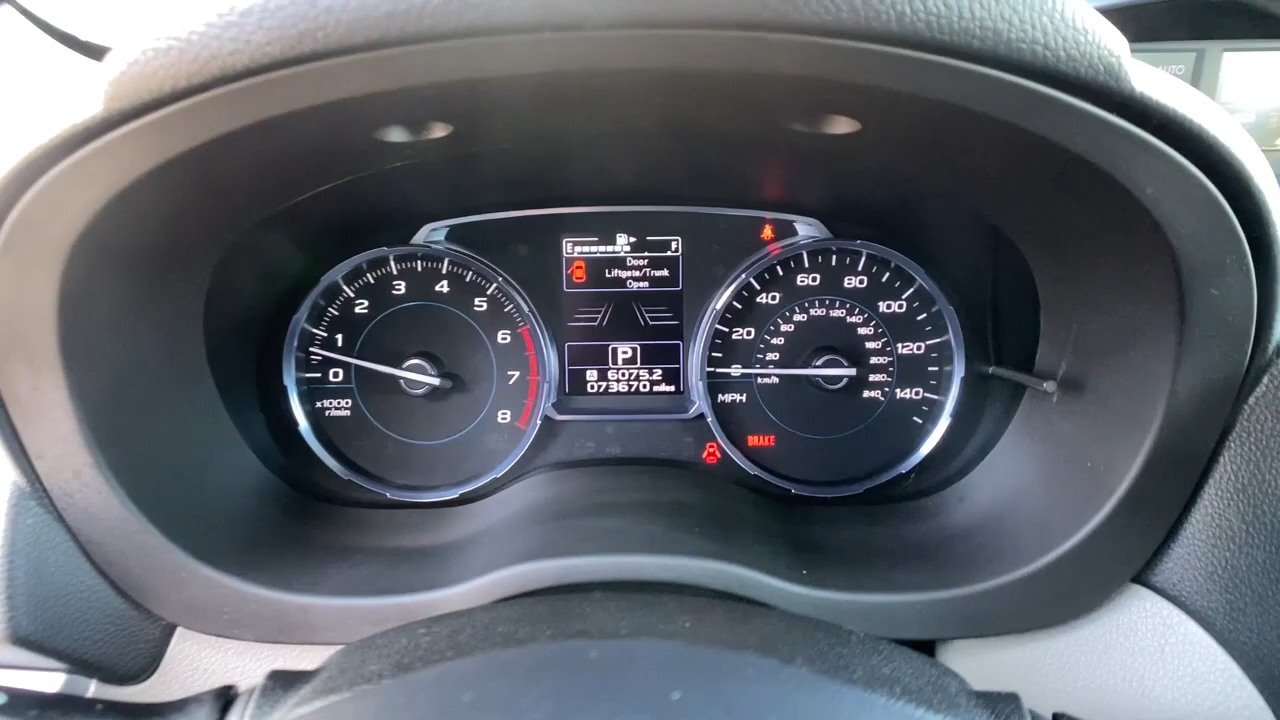 AUTO
E F
Door
Liftgate/Trunk
Open
P
A 6075.2
073670 miles
0 1 2 3 4 5 6 7 8
x1000
r/min
0 20 40 60 80 100 120 140
20 40 60 80 100 120 140 160 180 200 220 240
km/h
MPH
BRAKE